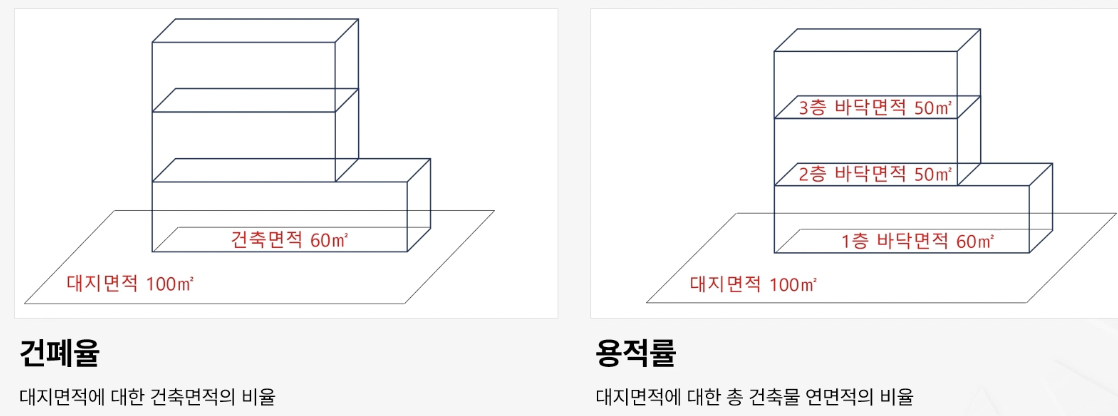 건축면적 60㎡
대지면적 100㎡
건폐율
대지면적에 대한 건축면적의 비율
3층 바닥면적 50㎡
2층 바닥면적 50㎡
1층 바닥면적 60㎡
대지면적 100㎡
용적률
대지면적에 대한 총 건축물 연면적의 비율